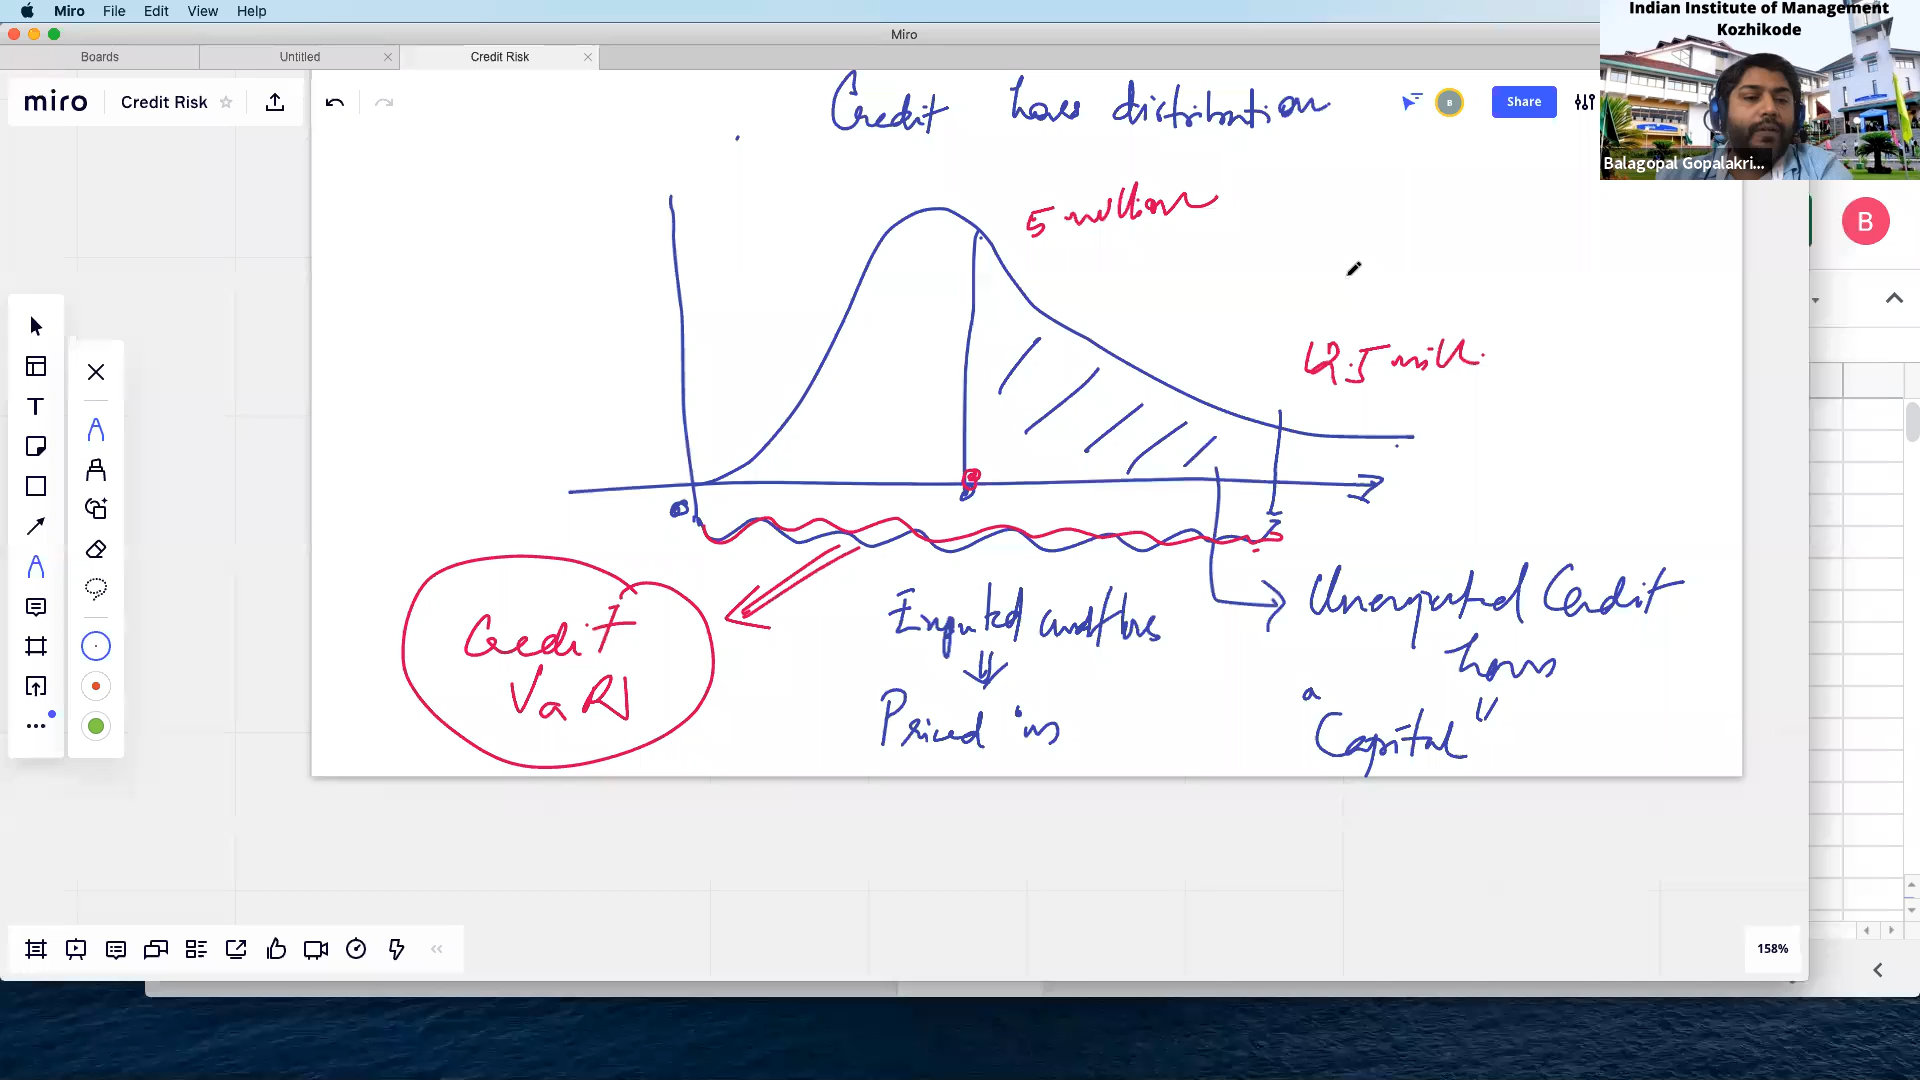 Miro File Edit View Help
Miro
Boards Untitled Credit Risk
miro Credit Risk
Share
B
Indian Institute of Management
Kozhikode
Balagopal Gopalakri...
B
T
Credit loss distribution
5 million
42.5 mill.
Credit
VaR
Expected credit loss
Priced in
Unexpected Credit
loss
"Capital"
158%